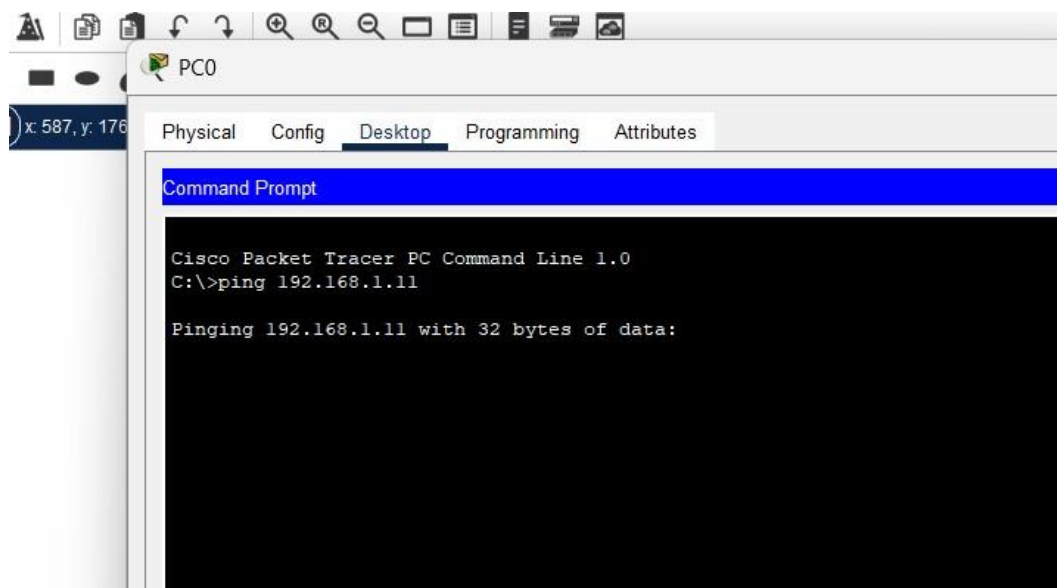 PC0
x: 587, y: 176
Physical Config Desktop Programming Attributes
Command Prompt
Cisco Packet Tracer PC Command Line 1.0
C:\>ping 192.168.1.11
Pinging 192.168.1.11 with 32 bytes of data: